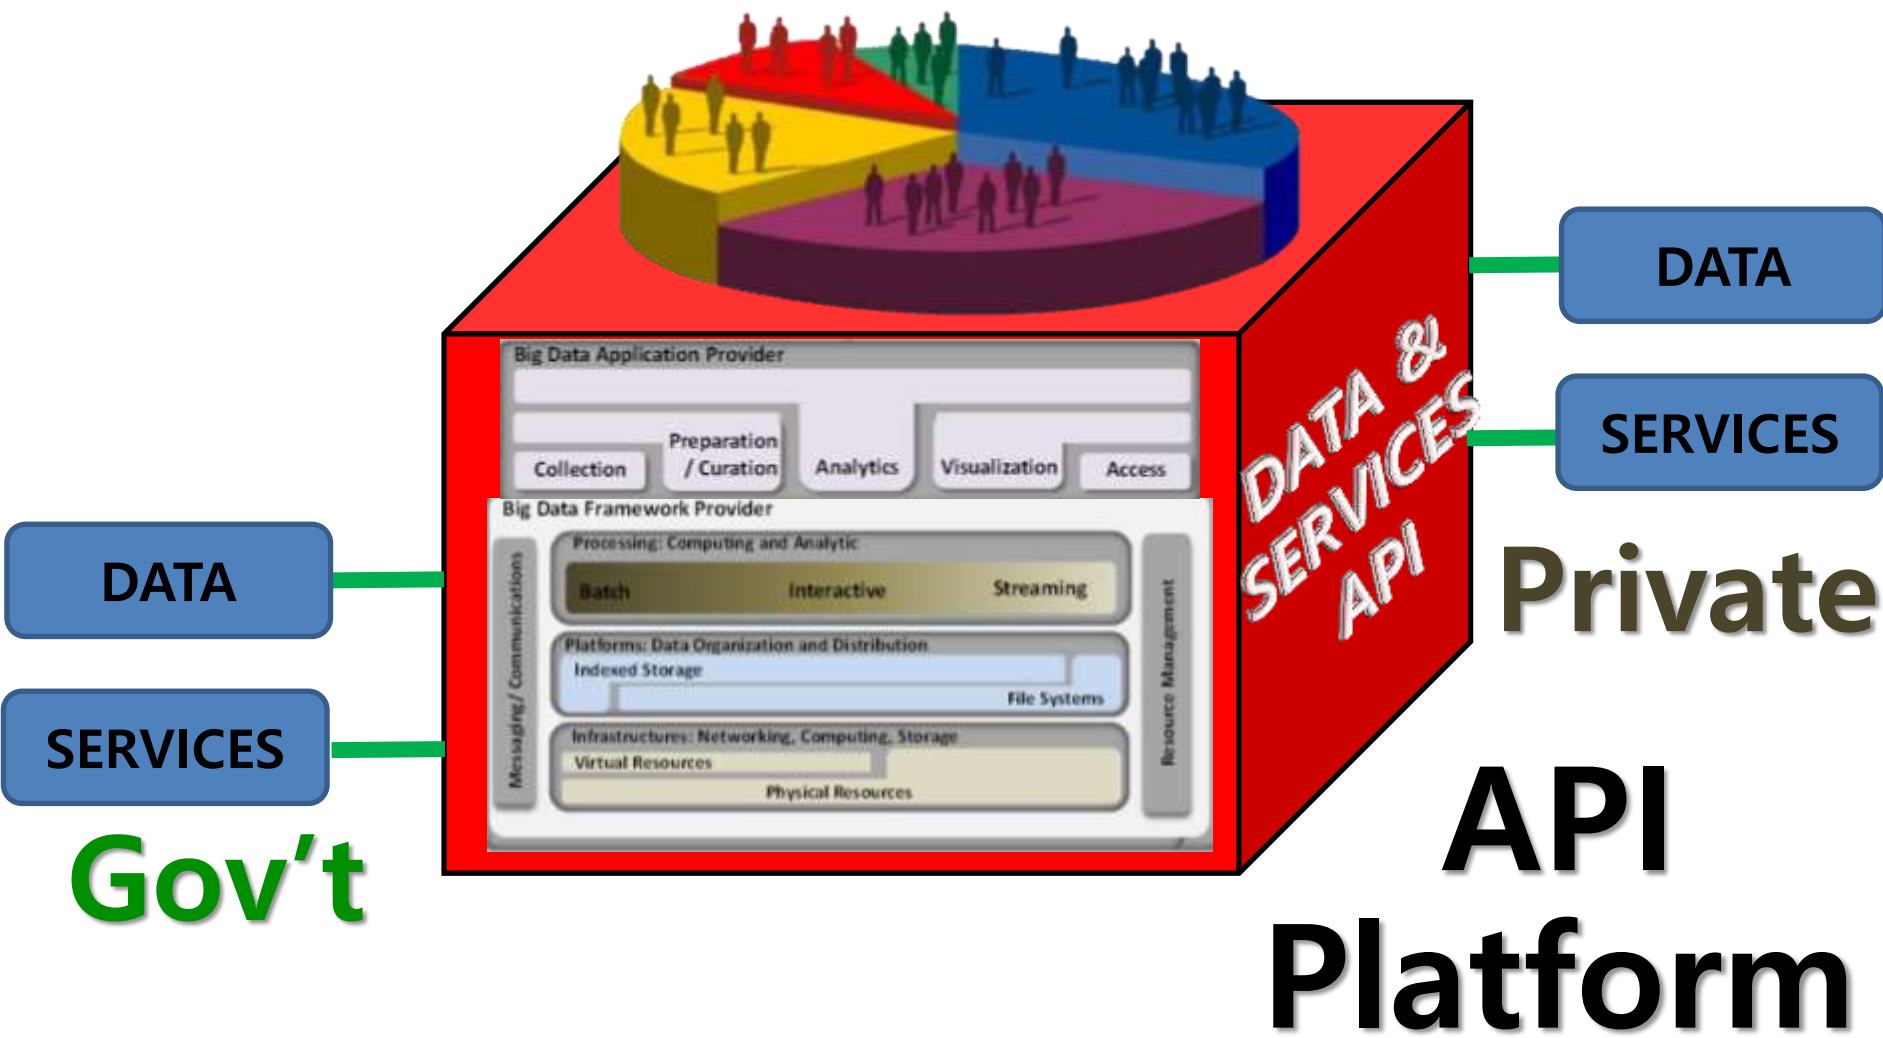 Big Data Application Provider
Collection
Preparation
/ Curation
Analytics
Visualization
Access
Big Data Framework Provider
Messaging/ Communications
Processing: Computing and Analytic
Batch
Interactive
Streaming
Platforms: Data Organization and Distribution
Indexed Storage
File Systems
Infrastructures: Networking, Computing, Storage
Virtual Resources
Physical Resources
Resource Management
DATA &
SERVICES
API
DATA
SERVICES
Gov’t
DATA
SERVICES
Private
API
Platform